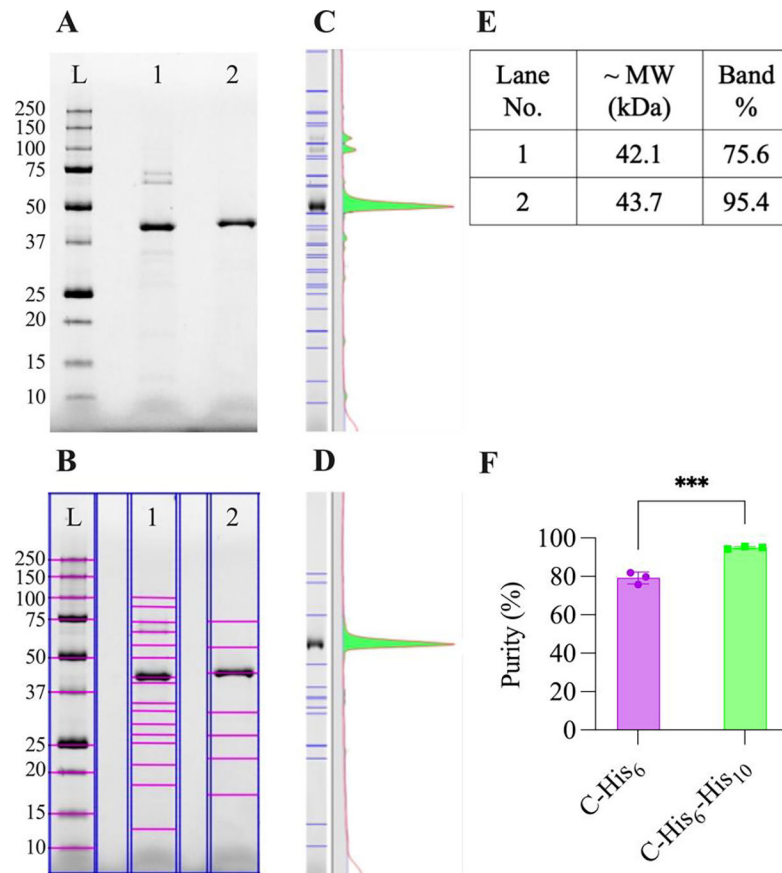 A
L 1 2
250
150
100
75
50
37
25
20
15
10
C
E
Lane No. ~ MW (kDa) Band %
1 42.1 75.6
2 43.7 95.4
B
L 1 2
250
150
100
75
50
37
25
20
15
10
D
F
***
Purity (%)
100
80
60
40
20
0
C-His₆
C-His₆-His₁₀